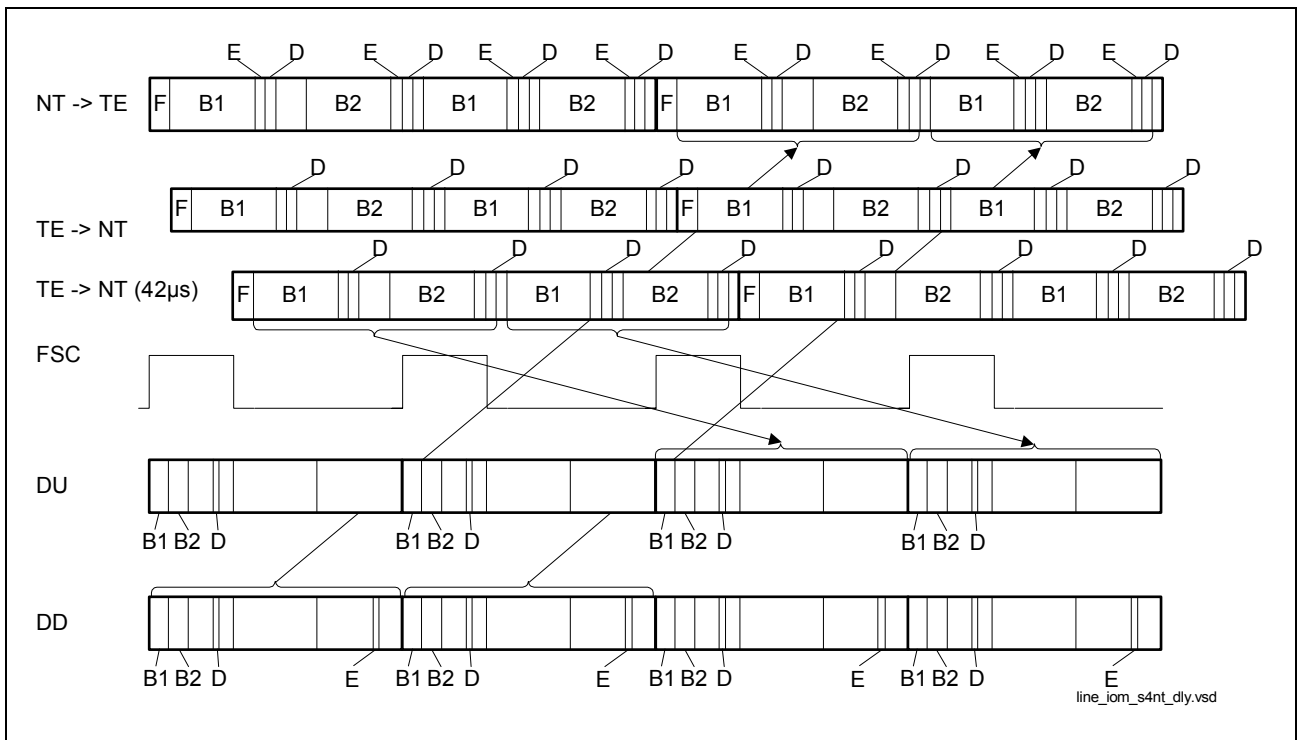 E D E D E D E D E D E D E D E D
NT -> TE F B1 B2 B1 B2 F B1 B2 B1 B2
D D D D D D D D
F B1 B2 B1 B2 F B1 B2 B1 B2
TE -> NT
D D D D D D D D
TE -> NT (42µs) F B1 B2 B1 B2 F B1 B2 B1 B2
FSC
DU
B1 B2 D B1 B2 D B1 B2 D B1 B2 D
DD
B1 B2 D E B1 B2 D E B1 B2 D E B1 B2 D E
line_iom_s4nt_dly.vsd